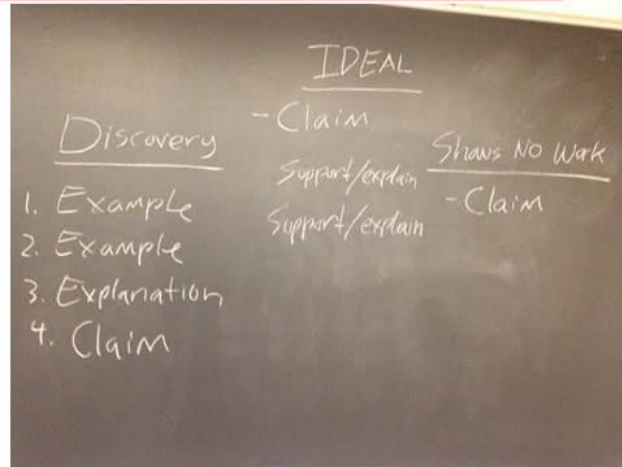 IDEAL
- Claim
Support/explain
Support/explain
Discovery
1. Example
2. Example
3. Explanation
4. Claim
Shows No Work
- Claim